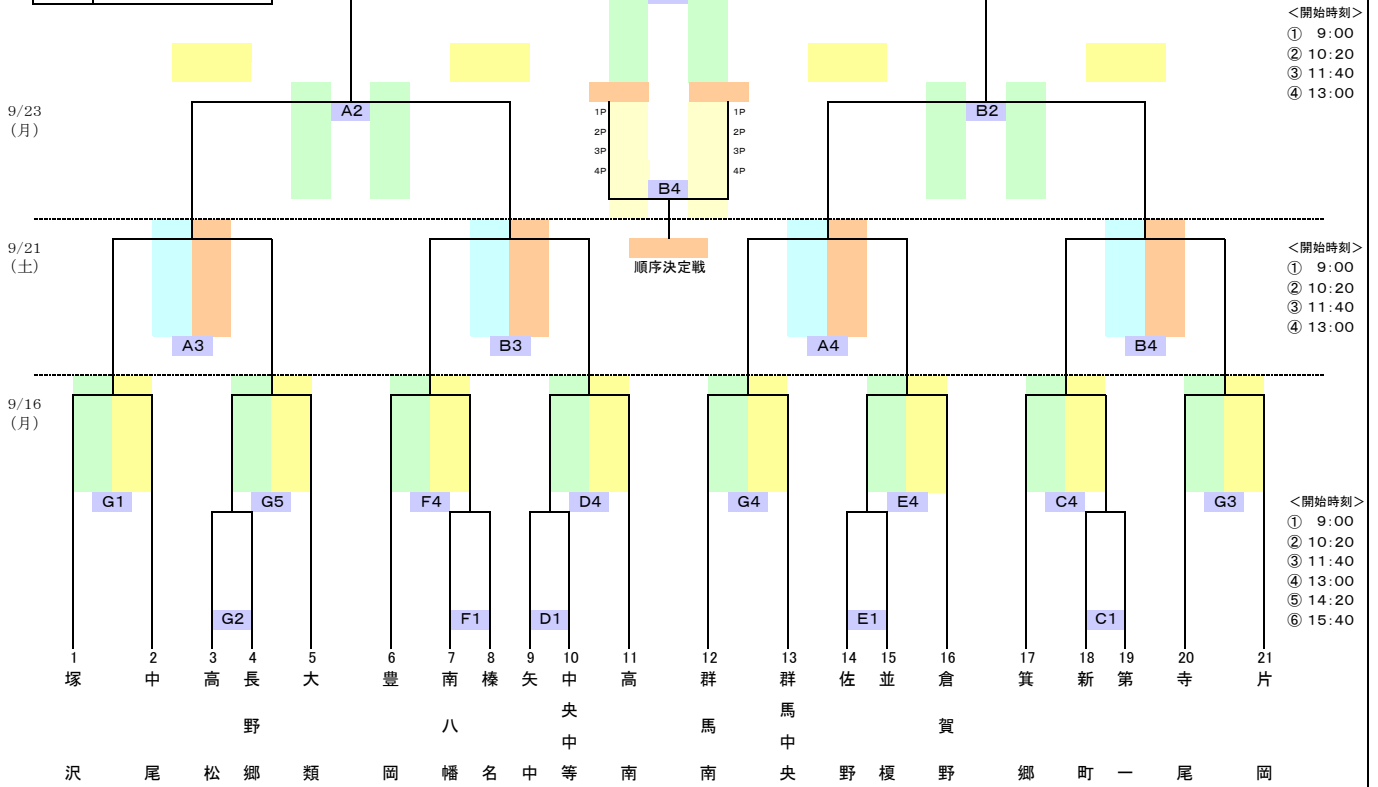 <開始時刻>
① 9:00
② 10:20
③ 11:40
④ 13:00
9/23
(月)
A2
B2
1P 1P
2P 2P
3P 3P
4P 4P
B4
9/21
(土)
順序決定戦
<開始時刻>
① 9:00
② 10:20
③ 11:40
④ 13:00
A3 B3 A4 B4
9/16
(月)
G1 G5 F4 D4 G4 E4 C4 G3
<開始時刻>
① 9:00
② 10:20
③ 11:40
④ 13:00
⑤ 14:20
⑥ 15:40
G2 F1 D1 E1 C1
1 2 3 4 5 6 7 8 9 10 11 12 13 14 15 16 17 18 19 20 21
塚沢
中尾
高松
長野郷
大類
豊岡
南八幡
榛名
矢中
中央中等
高南
群馬南
群馬中央
佐野
並榎
倉賀野
箕郷
新町
第一
寺尾
片岡